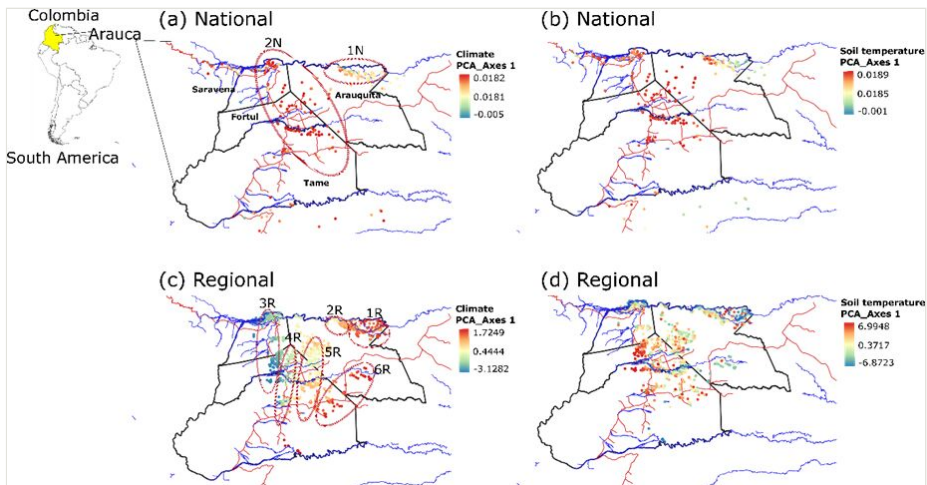 Colombia
Arauca
South America
(a) National
2N
1N
Saravena
Arauquita
Fortul
Tame
Climate
PCA_Axes 1
0.0182
0.0181
-0.005
(b) National
Soil temperature
PCA_Axes 1
0.0189
0.0185
-0.001
(c) Regional
3R
2R
1R
4R
5R
6R
Climate
PCA_Axes 1
1.7249
0.4444
-3.1282
(d) Regional
Soil temperature
PCA_Axes 1
6.9948
0.3717
-6.8723